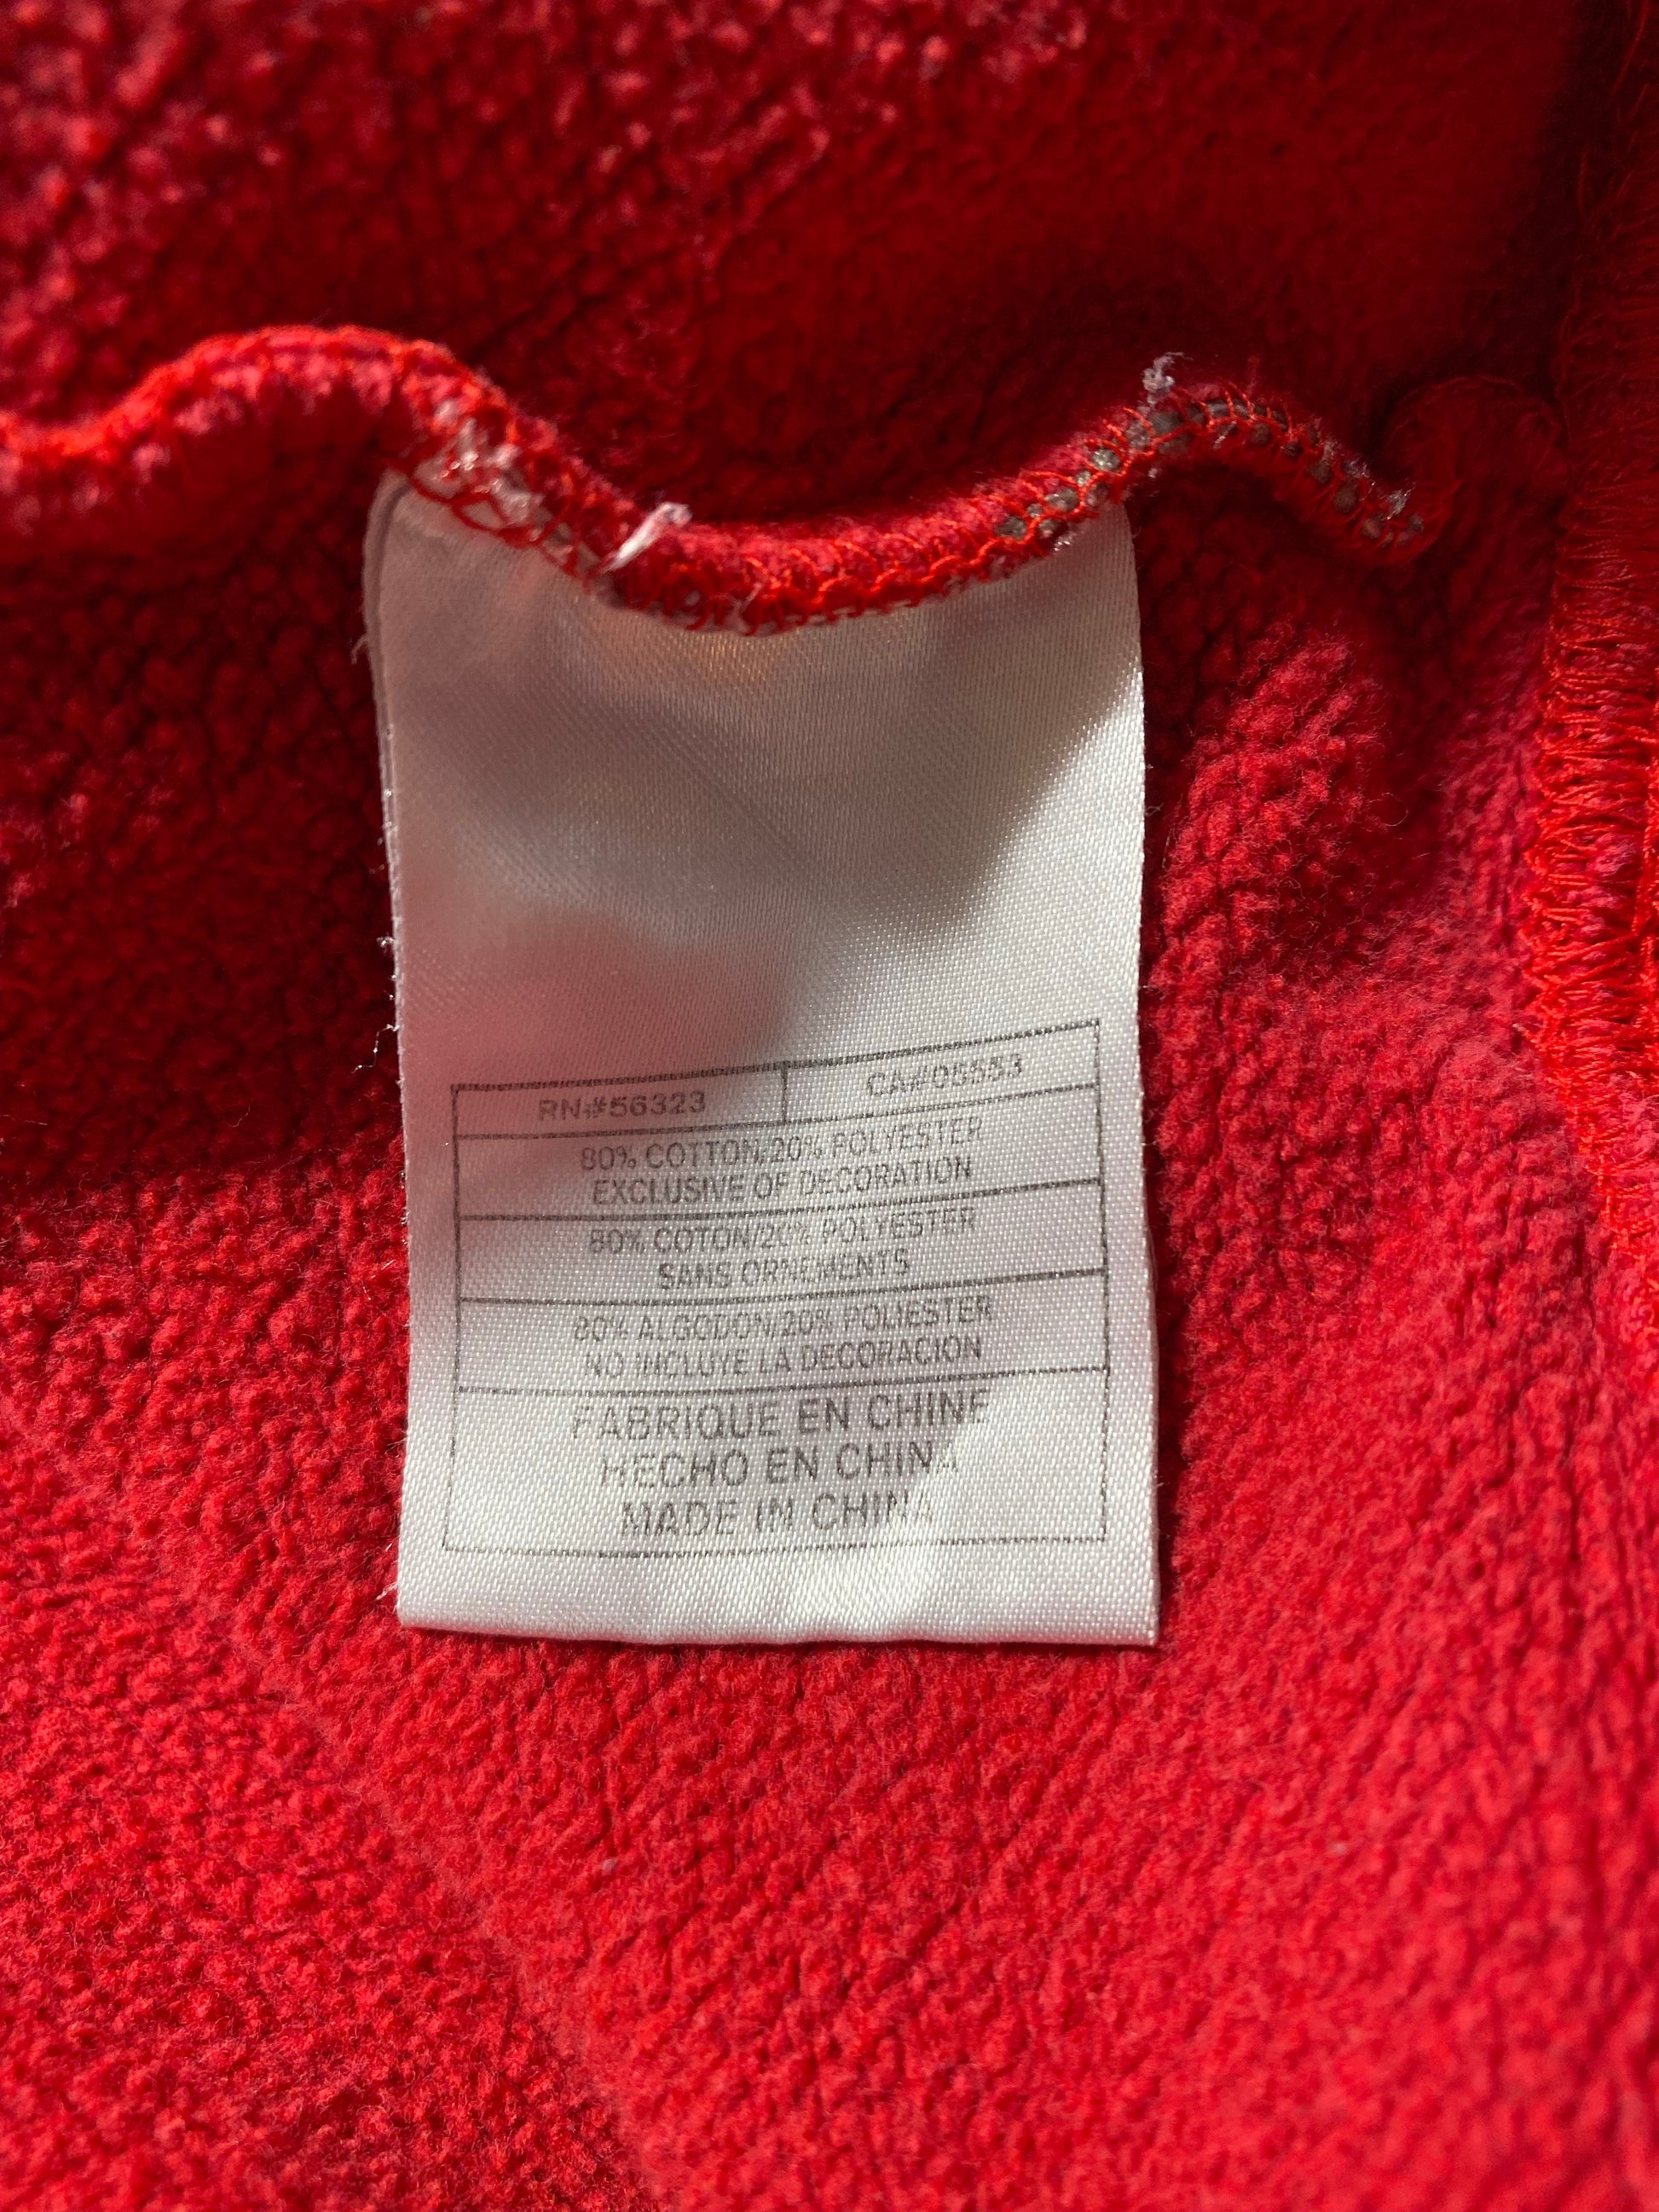 RN#56323 CA#05553
80% COTTON/20% POLYESTER
EXCLUSIVE OF DECORATION
80% COTON/20% POLYESTER
SANS ORNEMENTS
80% ALGODON/20% POLIESTER
NO INCLUYE LA DECORACION
FABRIQUE EN CHINE
HECHO EN CHINA
MADE IN CHINA